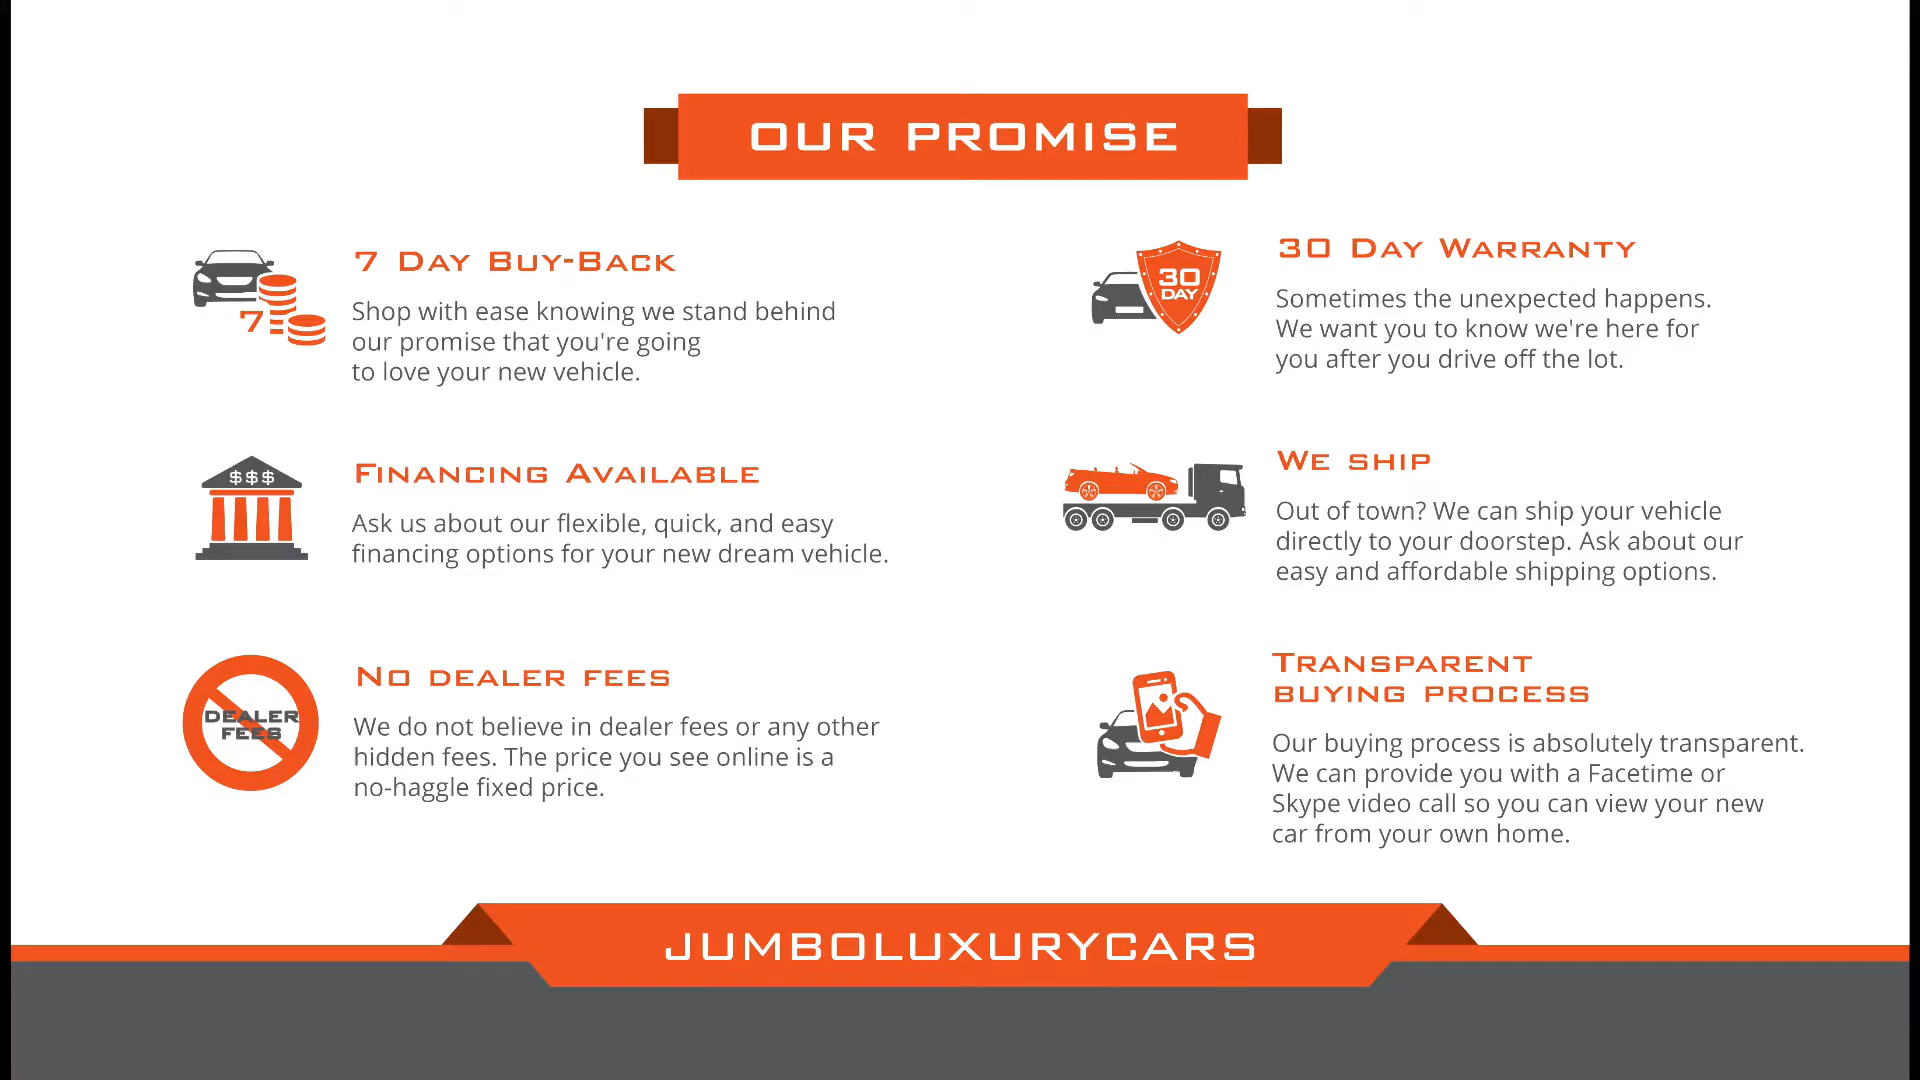 OUR PROMISE
7 DAY BUY-BACK
Shop with ease knowing we stand behind
our promise that you're going
to love your new vehicle.
7
$$$
FINANCING AVAILABLE
Ask us about our flexible, quick, and easy
financing options for your new dream vehicle.
DEALER
FEES
NO DEALER FEES
We do not believe in dealer fees or any other
hidden fees. The price you see online is a
no-haggle fixed price.
30
DAY
30 DAY WARRANTY
Sometimes the unexpected happens.
We want you to know we're here for
you after you drive off the lot.
WE SHIP
Out of town? We can ship your vehicle
directly to your doorstep. Ask about our
easy and affordable shipping options.
TRANSPARENT
BUYING PROCESS
Our buying process is absolutely transparent.
We can provide you with a Facetime or
Skype video call so you can view your new
car from your own home.
JUMBOLUXURYCARS